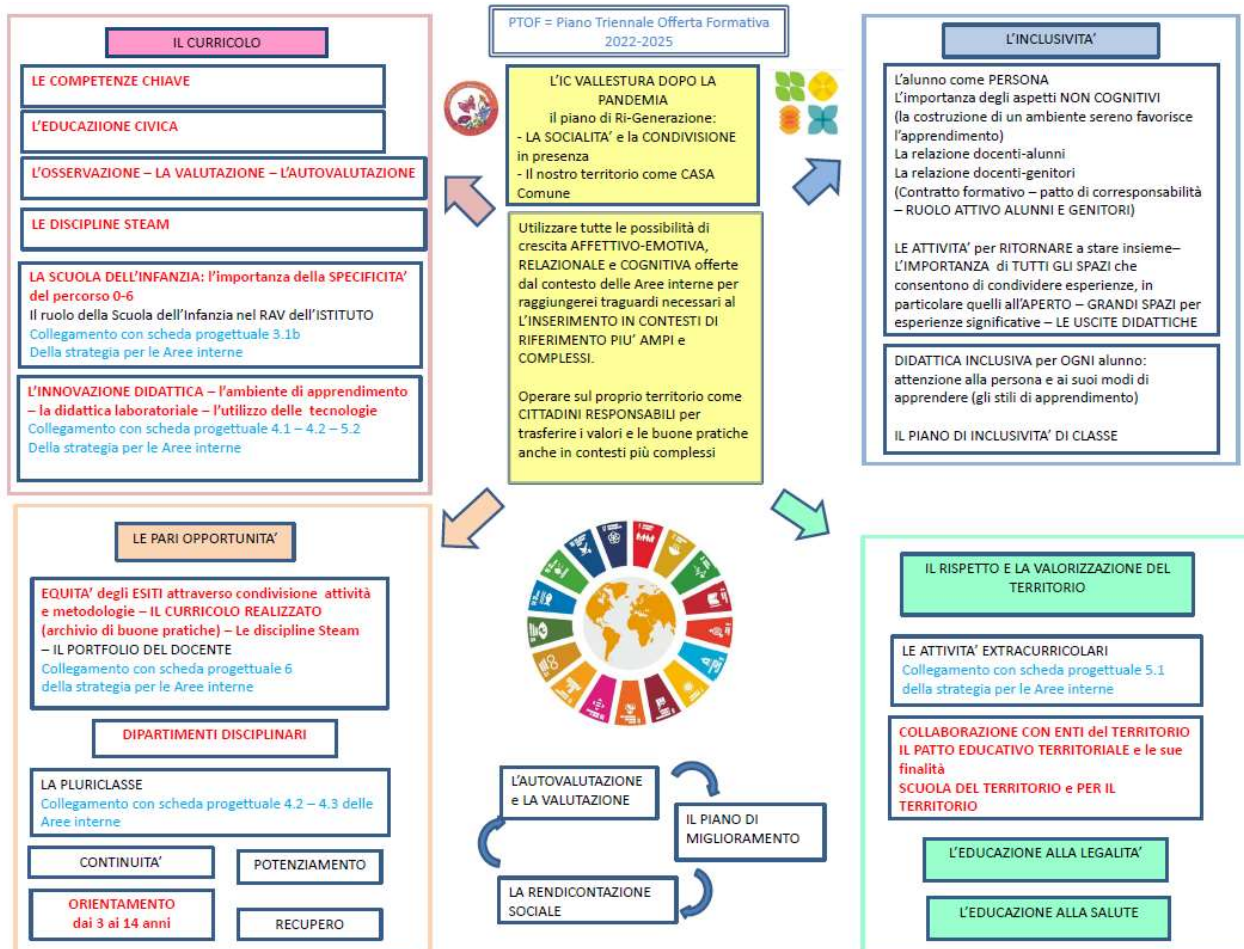 PTOF = Piano Triennale Offerta Formativa
2022-2025
IL CURRICOLO
LE COMPETENZE CHIAVE
L'EDUCAZIIONE CIVICA
L'OSSERVAZIONE – LA VALUTAZIONE – L'AUTOVALUTAZIONE
LE DISCIPLINE STEAM
LA SCUOLA DELL'INFANZIA: l'importanza della SPECIFICITA'
del percorso 0-6
Il ruolo della Scuola dell'Infanzia nel RAV dell'ISTITUTO
Collegamento con scheda progettuale 3.1b
Della strategia per le Aree interne
L'INNOVAZIONE DIDATTICA – l'ambiente di apprendimento
– la didattica laboratoriale – l'utilizzo delle tecnologie
Collegamento con scheda progettuale 4.1 – 4.2 – 5.2
Della strategia per le Aree interne
L'IC VALLESTURA DOPO LA
PANDEMIA
il piano di Ri-Generazione:
- LA SOCIALITA' e la CONDIVISIONE
in presenza
- Il nostro territorio come CASA
Comune
Utilizzare tutte le possibilità di
crescita AFFETTIVO-EMOTIVA,
RELAZIONALE e COGNITIVA offerte
dal contesto delle Aree interne per
raggiungerei traguardi necessari al
L'INSERIMENTO IN CONTESTI DI
RIFERIMENTO PIU' AMPI e
COMPLESSI.
Operare sul proprio territorio come
CITTADINI RESPONSABILI per
trasferire i valori e le buone pratiche
anche in contesti più complessi
L'INCLUSIVITA'
L'alunno come PERSONA
L'importanza degli aspetti NON COGNITIVI
(la costruzione di un ambiente sereno favorisce
l'apprendimento)
La relazione docenti-alunni
La relazione docenti-genitori
(Contratto formativo – patto di corresponsabilità
– RUOLO ATTIVO ALUNNI E GENITORI)
LE ATTIVITA' per RITORNARE a stare insieme–
L'IMPORTANZA di TUTTI GLI SPAZI che
consentono di condividere esperienze, in
particolare quelli all'APERTO – GRANDI SPAZI per
esperienze significative – LE USCITE DIDATTICHE
DIDATTICA INCLUSIVA per OGNI alunno:
attenzione alla persona e ai suoi modi di
apprendere (gli stili di apprendimento)
IL PIANO DI INCLUSIVITA' DI CLASSE
LE PARI OPPORTUNITA'
EQUITA' degli ESITI attraverso condivisione attività
e metodologie – IL CURRICOLO REALIZZATO
(archivio di buone pratiche) – Le discipline Steam
– IL PORTFOLIO DEL DOCENTE
Collegamento con scheda progettuale 6
della strategia per le Aree interne
DIPARTIMENTI DISCIPLINARI
LA PLURICLASSE
Collegamento con scheda progettuale 4.2 – 4.3 delle
Aree interne
CONTINUITA'
POTENZIAMENTO
ORIENTAMENTO
dai 3 ai 14 anni
RECUPERO
L'AUTOVALUTAZIONE
e LA VALUTAZIONE
IL PIANO DI
MIGLIORAMENTO
LA RENDICONTAZIONE
SOCIALE
IL RISPETTO E LA VALORIZZAZIONE DEL
TERRITORIO
LE ATTIVITA' EXTRACURRICOLARI
Collegamento con scheda progettuale 5.1
della strategia per le Aree interne
COLLABORAZIONE CON ENTI del TERRITORIO
IL PATTO EDUCATIVO TERRITORIALE e le sue
finalità
SCUOLA DEL TERRITORIO e PER IL
TERRITORIO
L'EDUCAZIONE ALLA LEGALITA'
L'EDUCAZIONE ALLA SALUTE